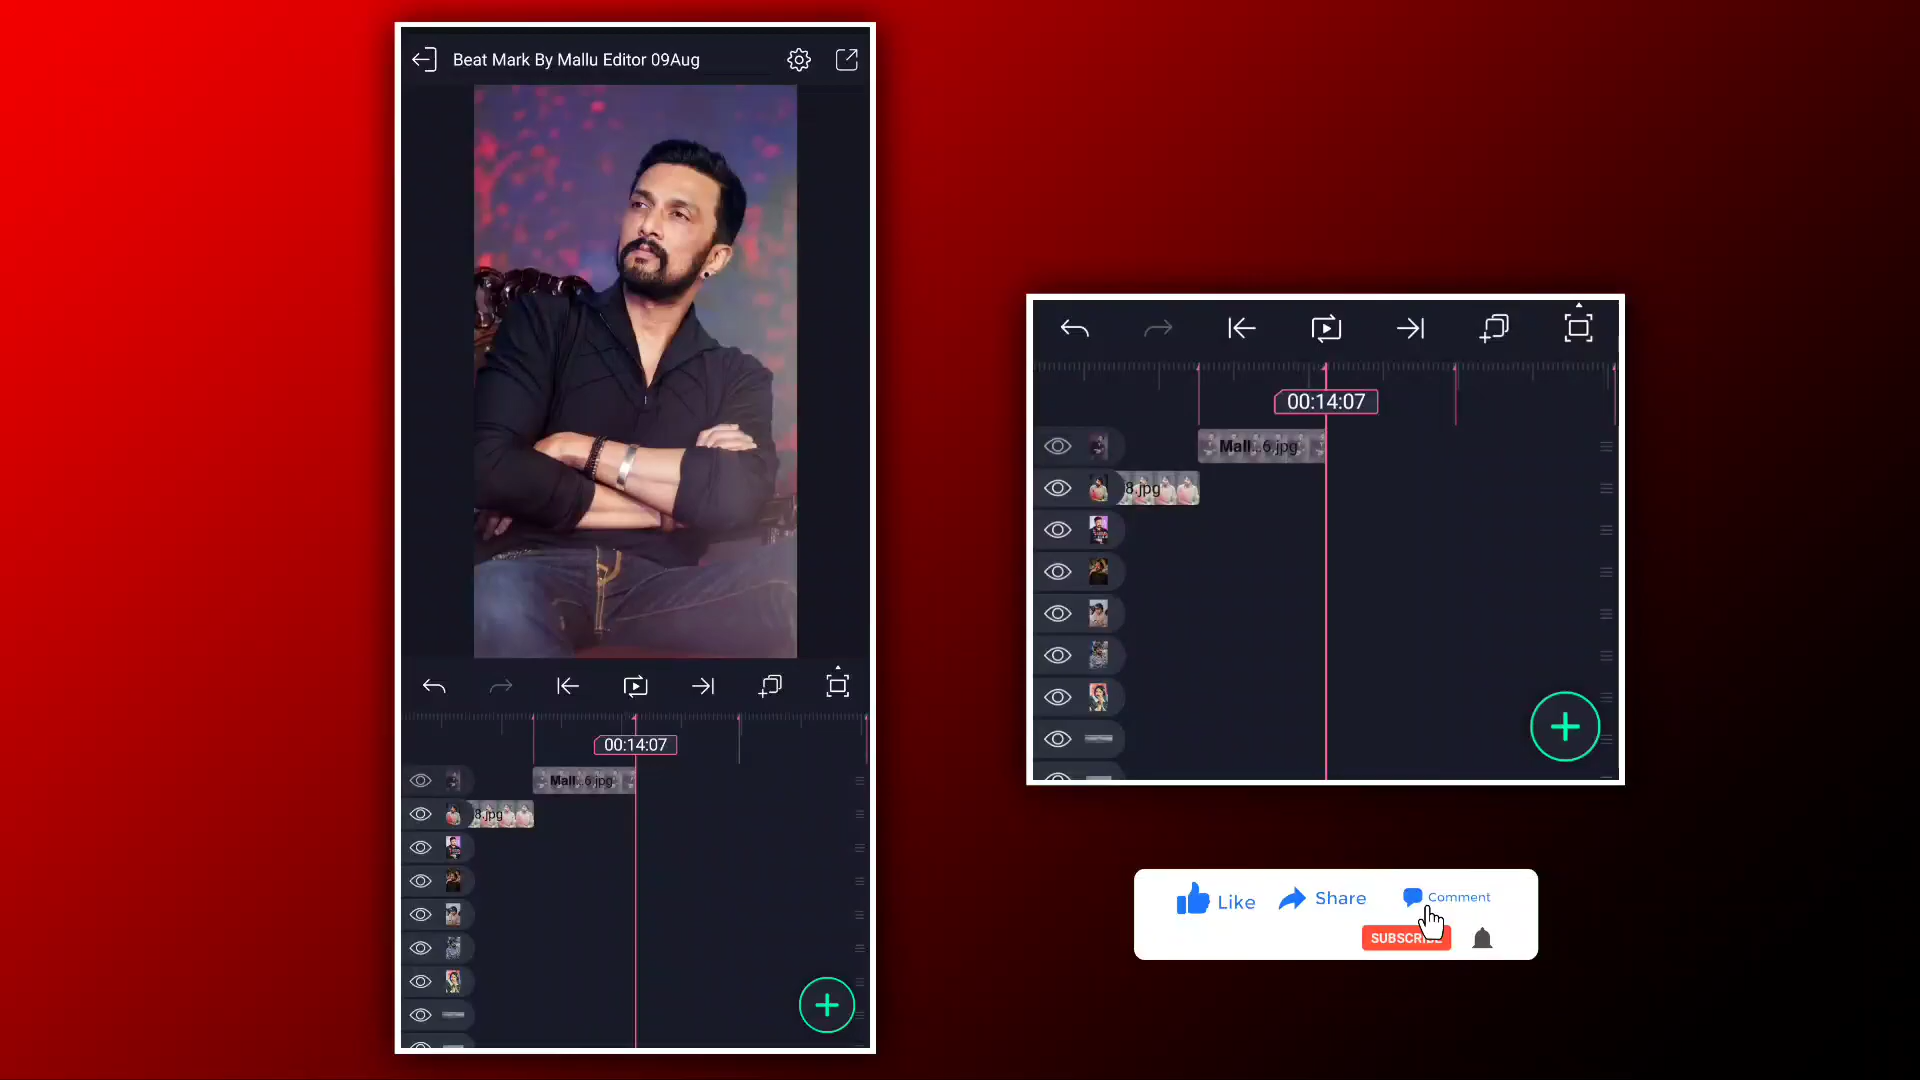 Beat Mark By Mallu Editor 09Aug
00:14:07
Mall...6.jpg
8.jpg
00:14:07
Mall...6.jpg
8.jpg
Like
Share
Comment